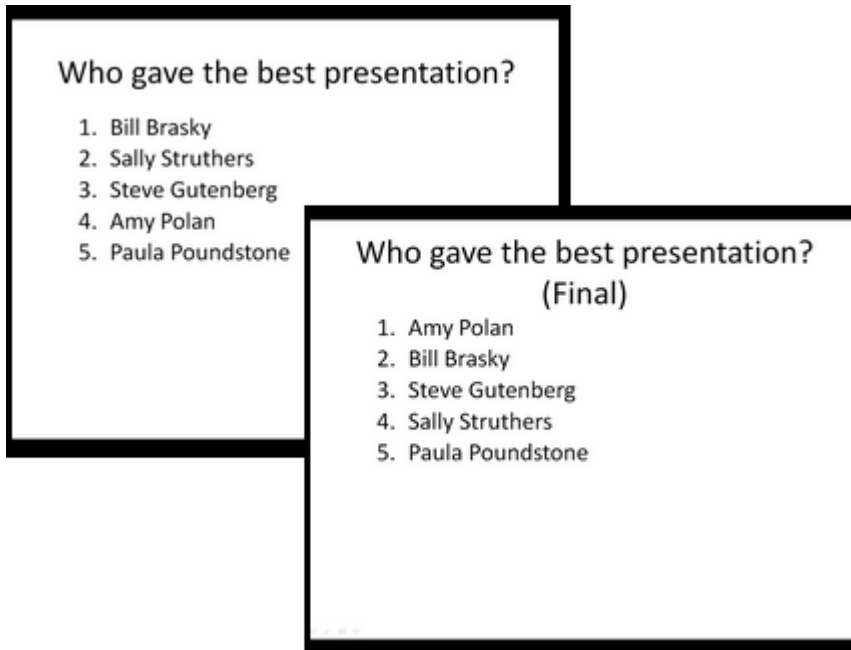 Who gave the best presentation?
1. Bill Brasky
2. Sally Struthers
3. Steve Gutenberg
4. Amy Polan
5. Paula Poundstone
Who gave the best presentation?
(Final)
1. Amy Polan
2. Bill Brasky
3. Steve Gutenberg
4. Sally Struthers
5. Paula Poundstone